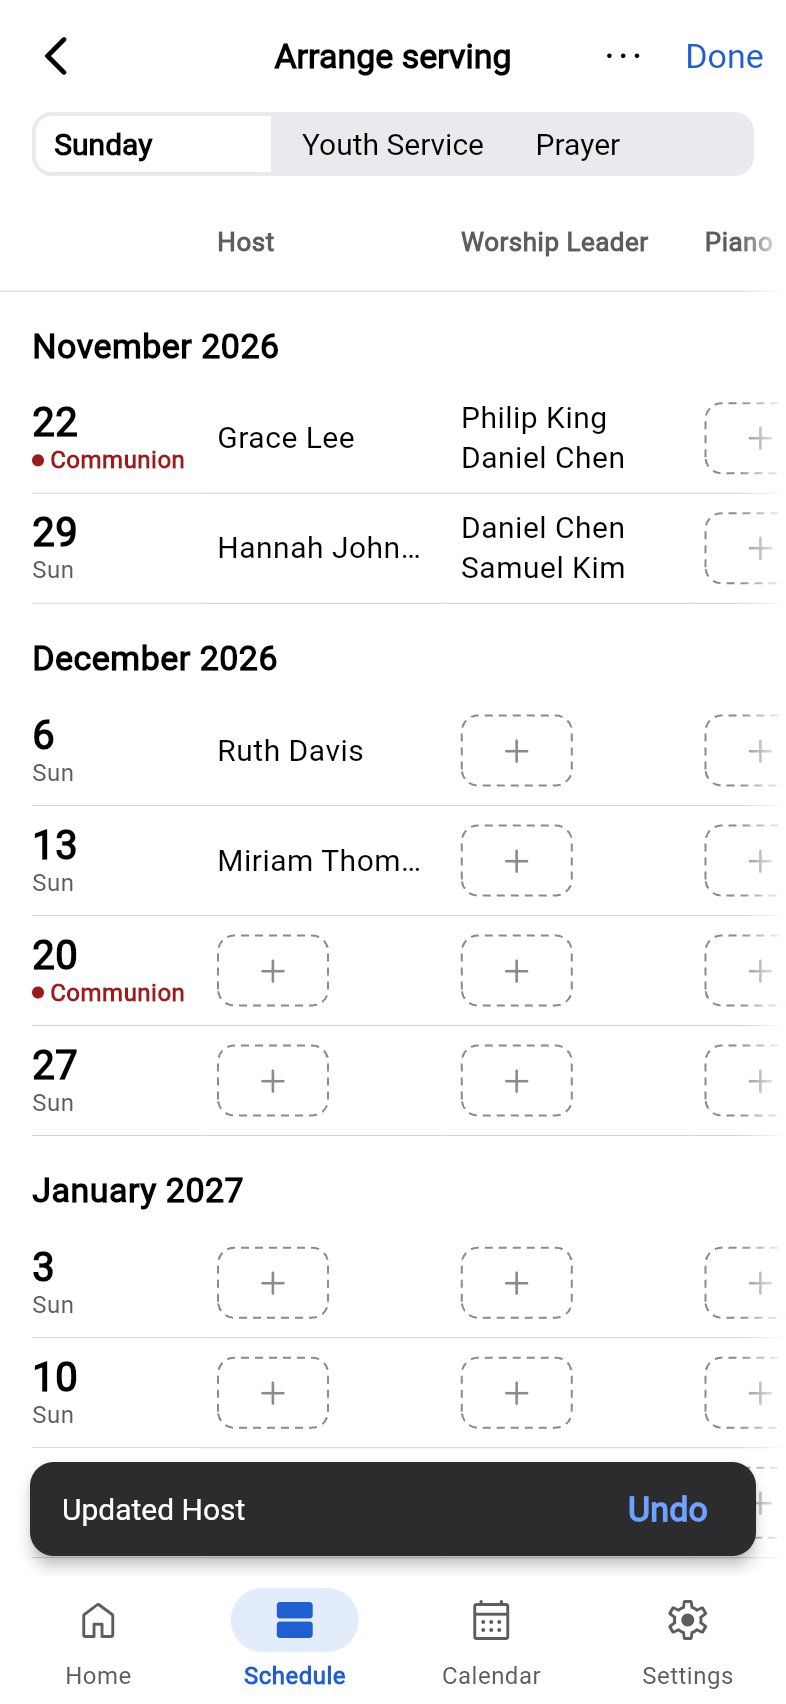 Arrange serving
Done
Sunday
Youth Service
Prayer
Host
Worship Leader
Piano
November 2026
22
Communion
Grace Lee
Philip King
Daniel Chen
29
Sun
Hannah John...
Daniel Chen
Samuel Kim
December 2026
6
Sun
Ruth Davis
13
Sun
Miriam Thom...
20
Communion
27
Sun
January 2027
3
Sun
10
Sun
Updated Host
Undo
Home
Schedule
Calendar
Settings